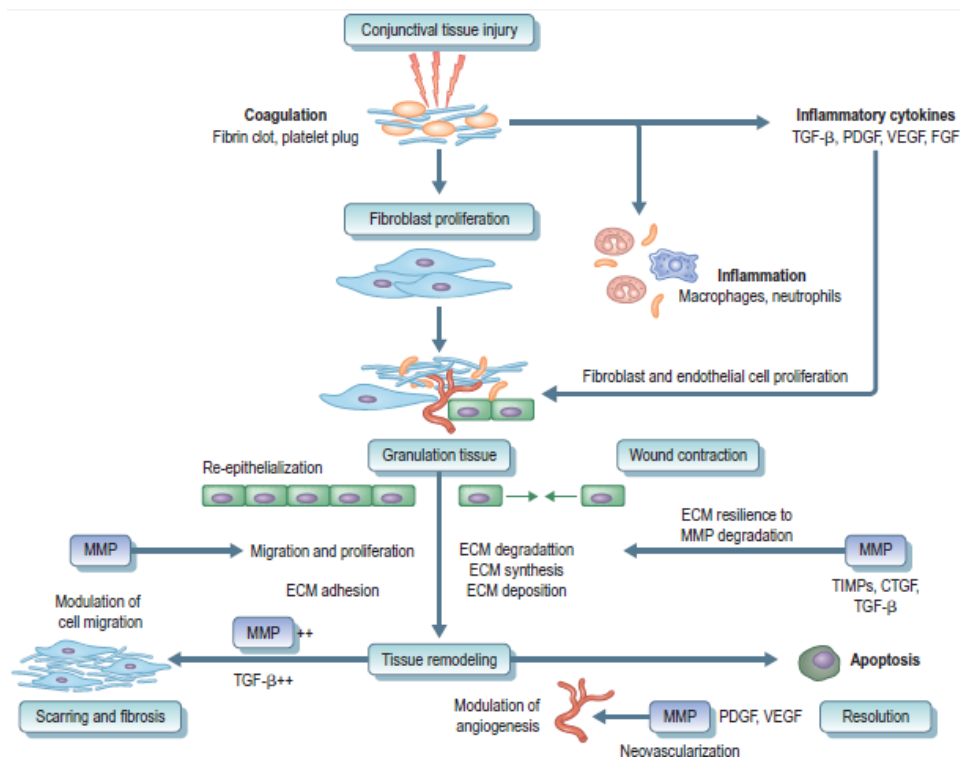 Conjunctival tissue injury
Coagulation
Fibrin clot, platelet plug
Inflammatory cytokines
TGF-β, PDGF, VEGF, FGF
Fibroblast proliferation
Inflammation
Macrophages, neutrophils
Fibroblast and endothelial cell proliferation
Granulation tissue
Wound contraction
Re-epithelialization
ECM resilience to
MMP degradation
MMP
Migration and proliferation
ECM degradattion
ECM synthesis
ECM deposition
MMP
TIMPs, CTGF,
TGF-β
ECM adhesion
Modulation of
cell migration
MMP ++
TGF-β++
Tissue remodeling
Apoptosis
Scarring and fibrosis
Modulation of
angiogenesis
MMP
PDGF, VEGF
Neovascularization
Resolution